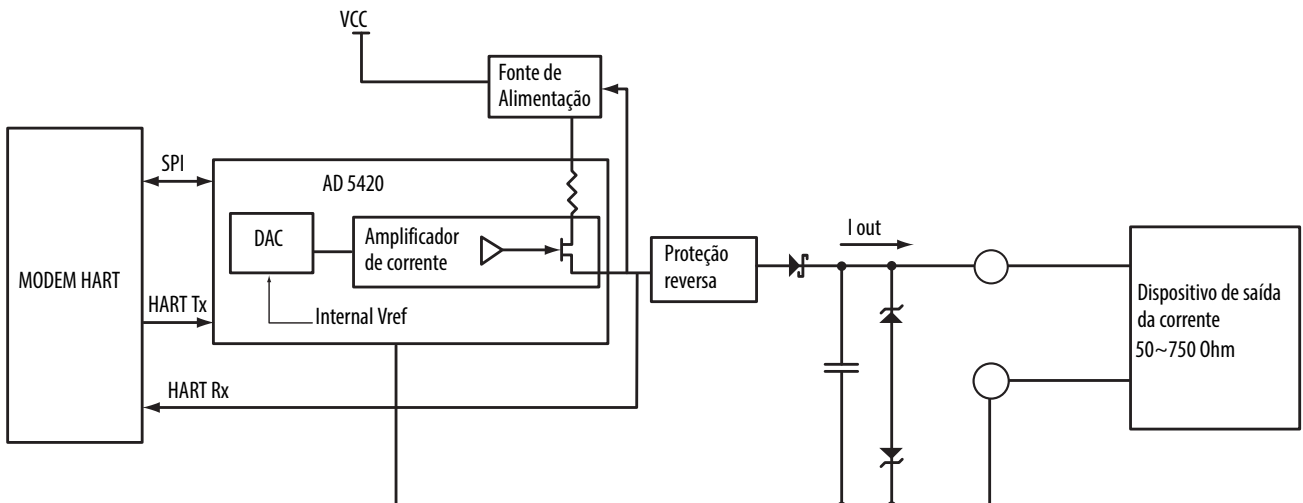 VCC
Fonte de
Alimentação
SPI
AD 5420
DAC
Amplificador
de corrente
MODEM HART
HART Tx
Internal Vref
HART Rx
Proteção
reversa
I out
Dispositivo de saída
da corrente
50~750 Ohm